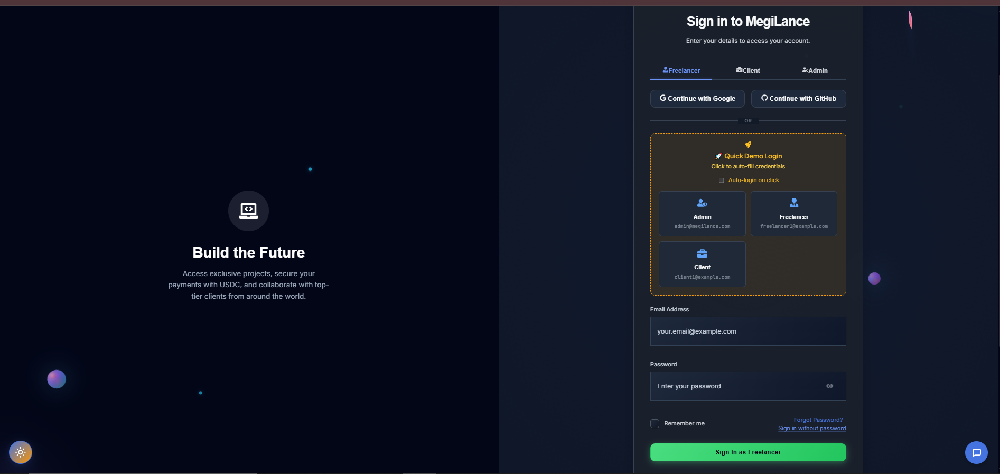 Build the Future
Access exclusive projects, secure your
payments with USDC, and collaborate with top-
tier clients from around the world.
Sign in to MegiLance
Enter your details to access your account.
Freelancer
Client
Admin
Continue with Google
Continue with GitHub
OR
🚀 Quick Demo Login
Click to auto-fill credentials
Auto-login on click
Admin
admin@megilance.com
Freelancer
freelancer1@example.com
Client
client1@example.com
Email Address
your.email@example.com
Password
Enter your password
Remember me
Forgot Password?
Sign in without password
Sign In as Freelancer